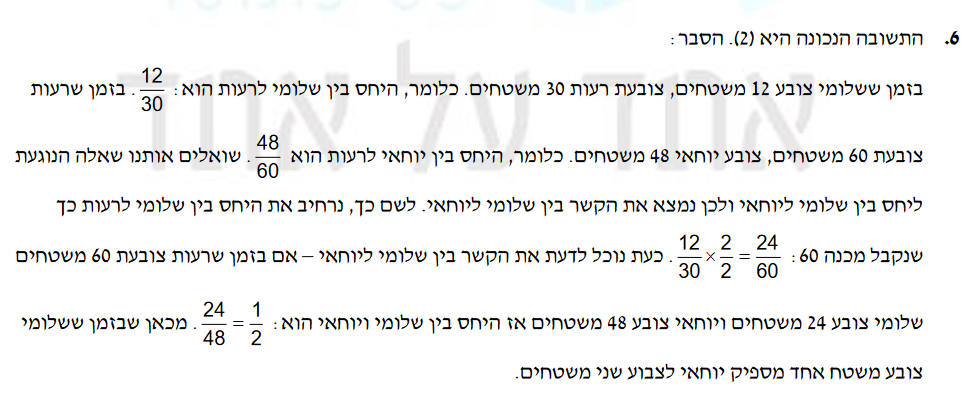 6. התשובה הנכונה היא (2). הסבר:
בזמן ששלומי צובע 12 משטחים, צובעת רעות 30 משטחים. כלומר, היחס בין שלומי לרעות הוא: 12/30. בזמן שרעות
צובעת 60 משטחים, צובע יוחאי 48 משטחים. כלומר, היחס בין יוחאי לרעות הוא 48/60. שואלים אותנו שאלה הנוגעת
ליחס בין שלומי ליוחאי ולכן נמצא את הקשר בין שלומי ליוחאי. לשם כך, נרחיב את היחס בין שלומי לרעות כך
שנקבל מכנה 60: 12/30 × 2/2 = 24/60. כעת נוכל לדעת את הקשר בין שלומי ליוחאי – אם בזמן שרעות צובעת 60 משטחים
שלומי צובע 24 משטחים ויוחאי צובע 48 משטחים אז היחס בין שלומי ויוחאי הוא: 24/48 = 1/2. מכאן שבזמן ששלומי
צובע משטח אחד מספיק יוחאי לצבוע שני משטחים.
אחד על אחד